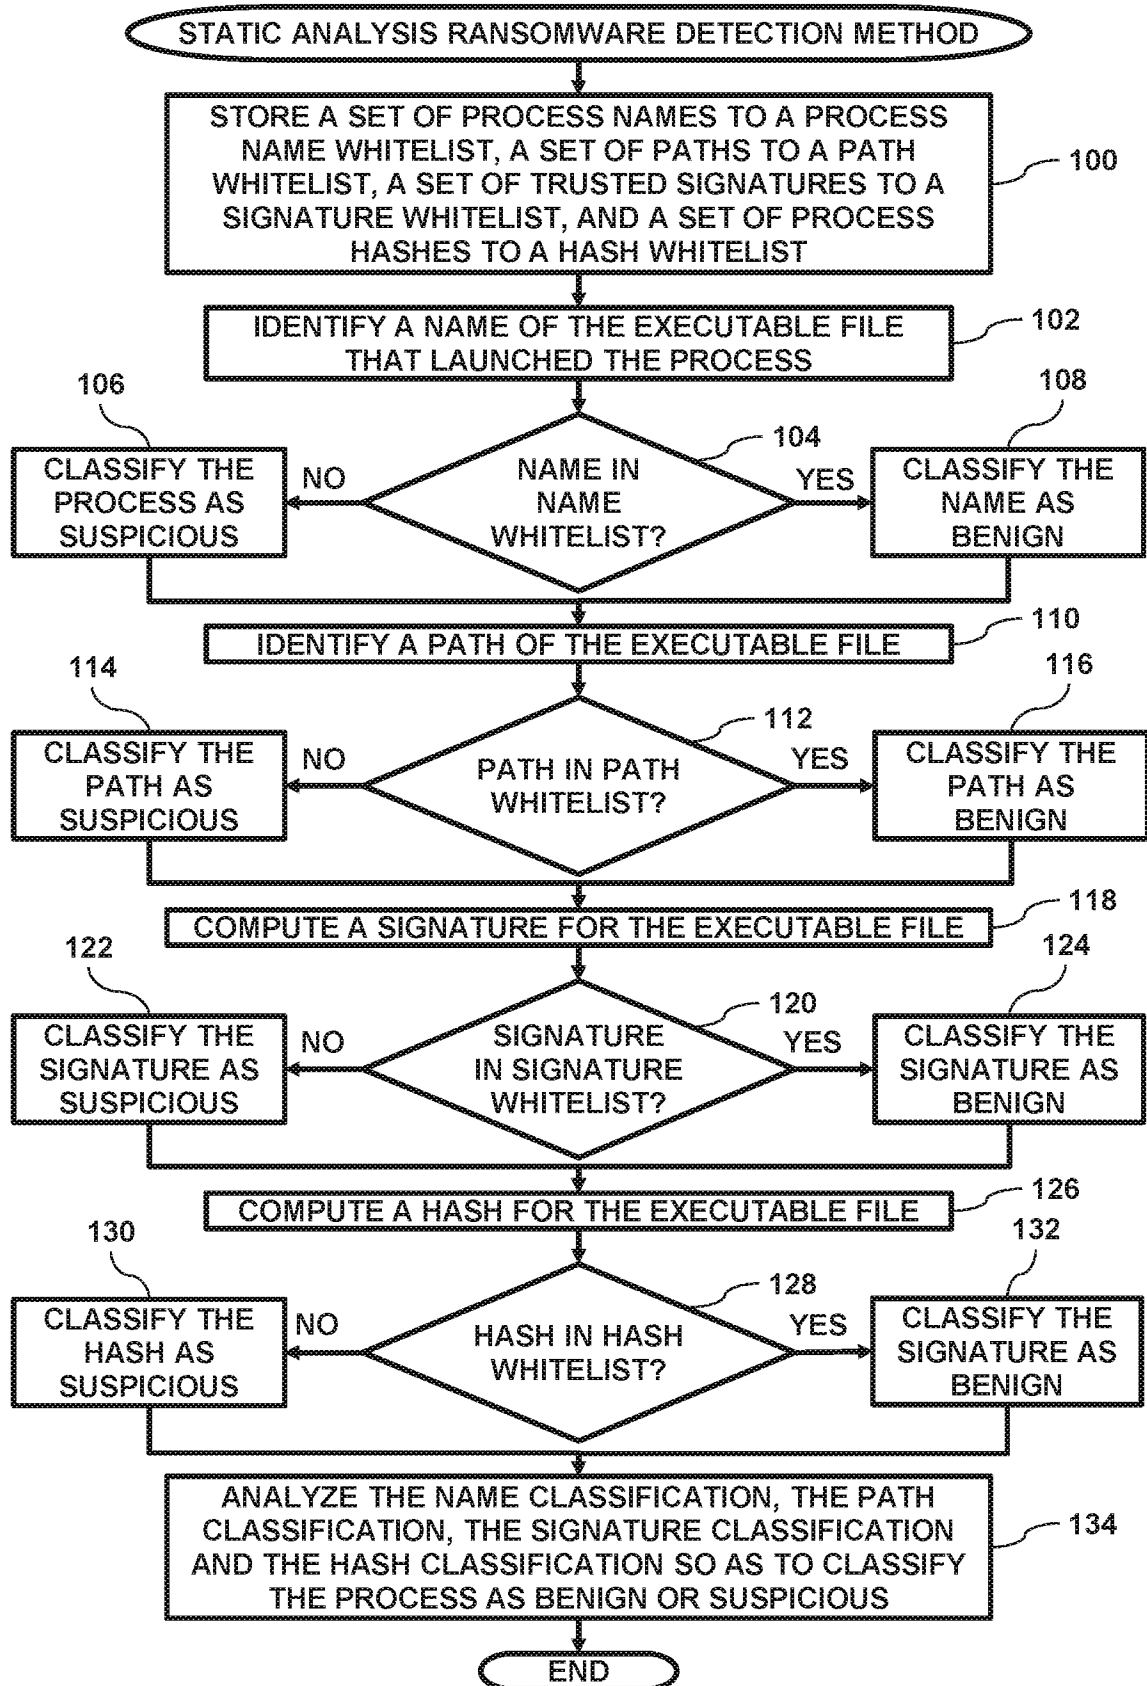 STATIC ANALYSIS RANSOMWARE DETECTION METHOD
STORE A SET OF PROCESS NAMES TO A PROCESS
NAME WHITELIST, A SET OF PATHS TO A PATH
WHITELIST, A SET OF TRUSTED SIGNATURES TO A
SIGNATURE WHITELIST, AND A SET OF PROCESS
HASHES TO A HASH WHITELIST
100
IDENTIFY A NAME OF THE EXECUTABLE FILE
THAT LAUNCHED THE PROCESS
102
106
CLASSIFY THE
PROCESS AS
SUSPICIOUS
NO
NAME IN
NAME
WHITELIST?
104
YES
108
CLASSIFY THE
NAME AS
BENIGN
IDENTIFY A PATH OF THE EXECUTABLE FILE
110
114
CLASSIFY THE
PATH AS
SUSPICIOUS
NO
PATH IN PATH
WHITELIST?
112
YES
116
CLASSIFY THE
PATH AS
BENIGN
COMPUTE A SIGNATURE FOR THE EXECUTABLE FILE
118
122
CLASSIFY THE
SIGNATURE AS
SUSPICIOUS
NO
SIGNATURE
IN SIGNATURE
WHITELIST?
120
YES
124
CLASSIFY THE
SIGNATURE AS
BENIGN
COMPUTE A HASH FOR THE EXECUTABLE FILE
126
130
CLASSIFY THE
HASH AS
SUSPICIOUS
NO
HASH IN HASH
WHITELIST?
128
YES
132
CLASSIFY THE
SIGNATURE AS
BENIGN
ANALYZE THE NAME CLASSIFICATION, THE PATH
CLASSIFICATION, THE SIGNATURE CLASSIFICATION
AND THE HASH CLASSIFICATION SO AS TO CLASSIFY
THE PROCESS AS BENIGN OR SUSPICIOUS
134
END